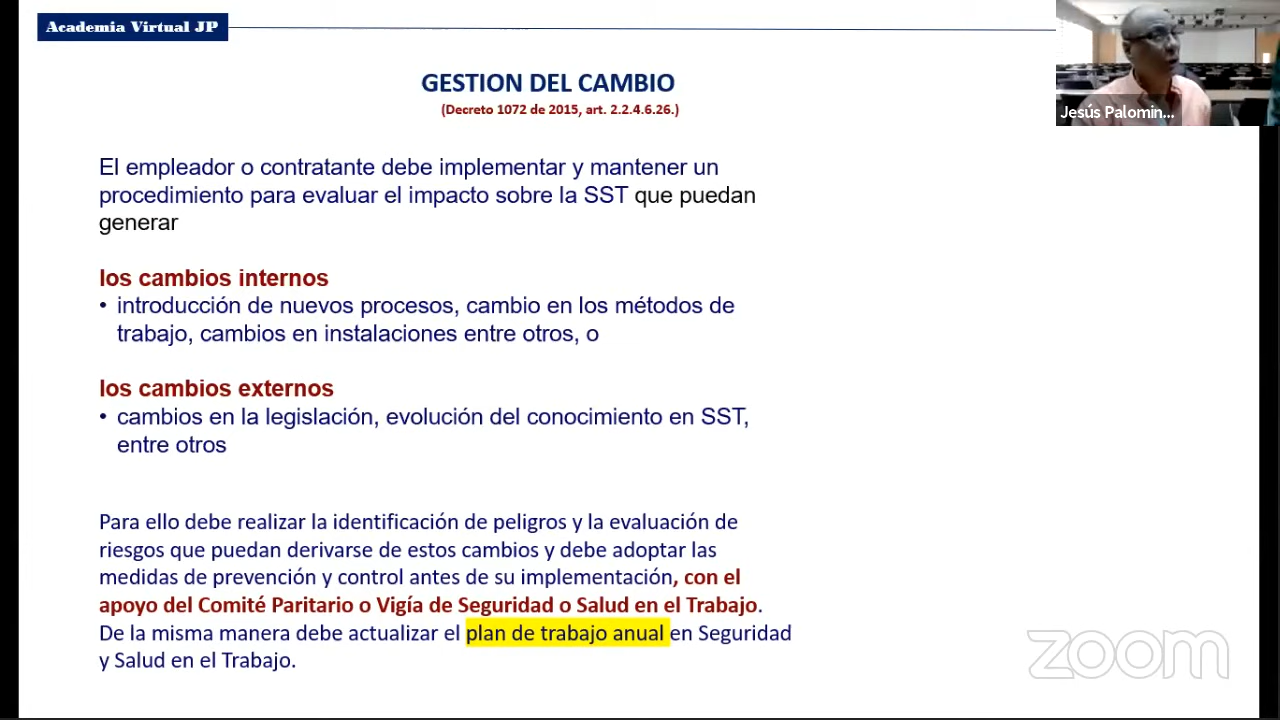 Academia Virtual JP
GESTION DEL CAMBIO
(Decreto 1072 de 2015, art. 2.2.4.6.26.)
El empleador o contratante debe implementar y mantener un
procedimiento para evaluar el impacto sobre la SST que puedan
generar
los cambios internos
• introducción de nuevos procesos, cambio en los métodos de
trabajo, cambios en instalaciones entre otros, o
los cambios externos
• cambios en la legislación, evolución del conocimiento en SST,
entre otros
Para ello debe realizar la identificación de peligros y la evaluación de
riesgos que puedan derivarse de estos cambios y debe adoptar las
medidas de prevención y control antes de su implementación, con el
apoyo del Comité Paritario o Vigía de Seguridad o Salud en el Trabajo.
De la misma manera debe actualizar el plan de trabajo anual en Seguridad
y Salud en el Trabajo.
Jesús Palomin...
zoom